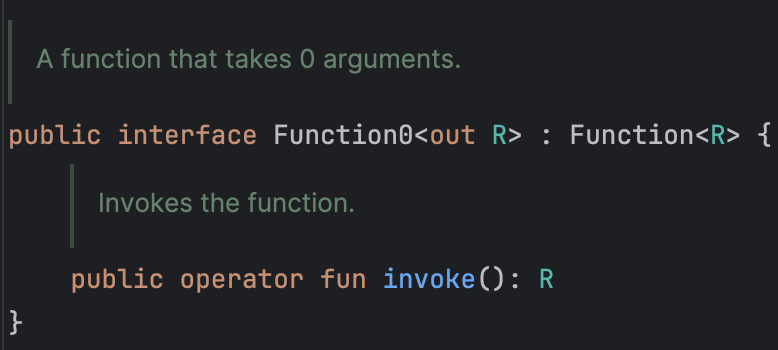 A function that takes 0 arguments.
public interface Function0<out R> : Function<R> {
Invokes the function.
public operator fun invoke(): R
}